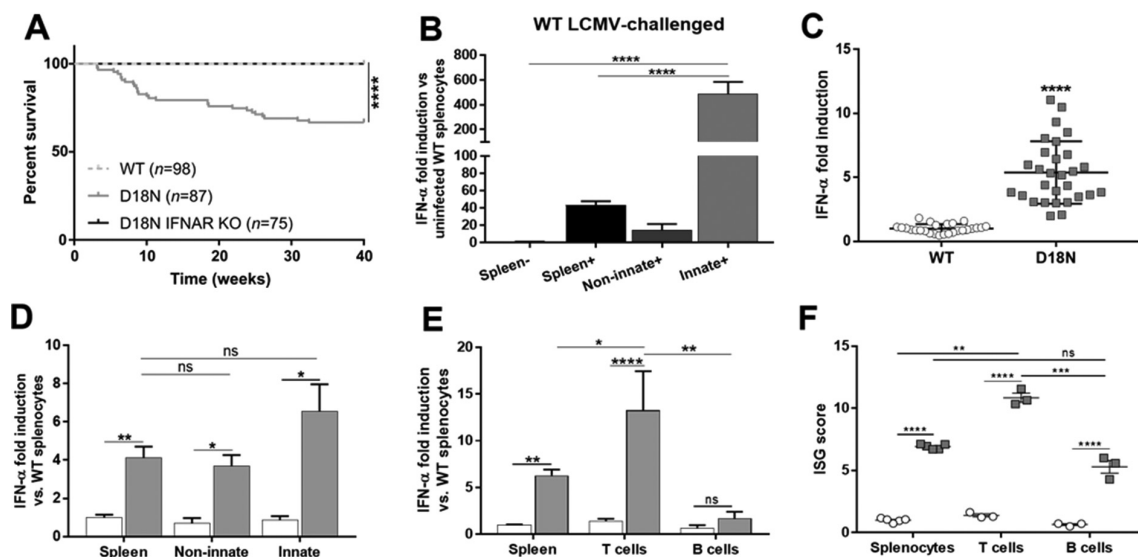 A
Percent survival
100
50
0
WT (n=98)
D18N (n=87)
D18N IFNAR KO (n=75)
****
0 10 20 30 40
Time (weeks)
B
WT LCMV-challenged
IFN-α fold induction vs
uninfected WT splenocytes
****
****
800
600
400
200
60
40
20
0
Spleen-
Spleen+
Non-innate+
Innate+
C
IFN-α fold induction
15
10
5
0
****
WT D18N
D
IFN-α fold induction
vs. WT splenocytes
10
8
6
4
2
0
ns
ns
** * *
Spleen Non-innate Innate
E
IFN-α fold induction
vs. WT splenocytes
20
15
10
5
0
* **
****
**
ns
Spleen T cells B cells
F
ISG score
15
10
5
0
** ns
**** ***
****
****
Splenocytes T cells B cells